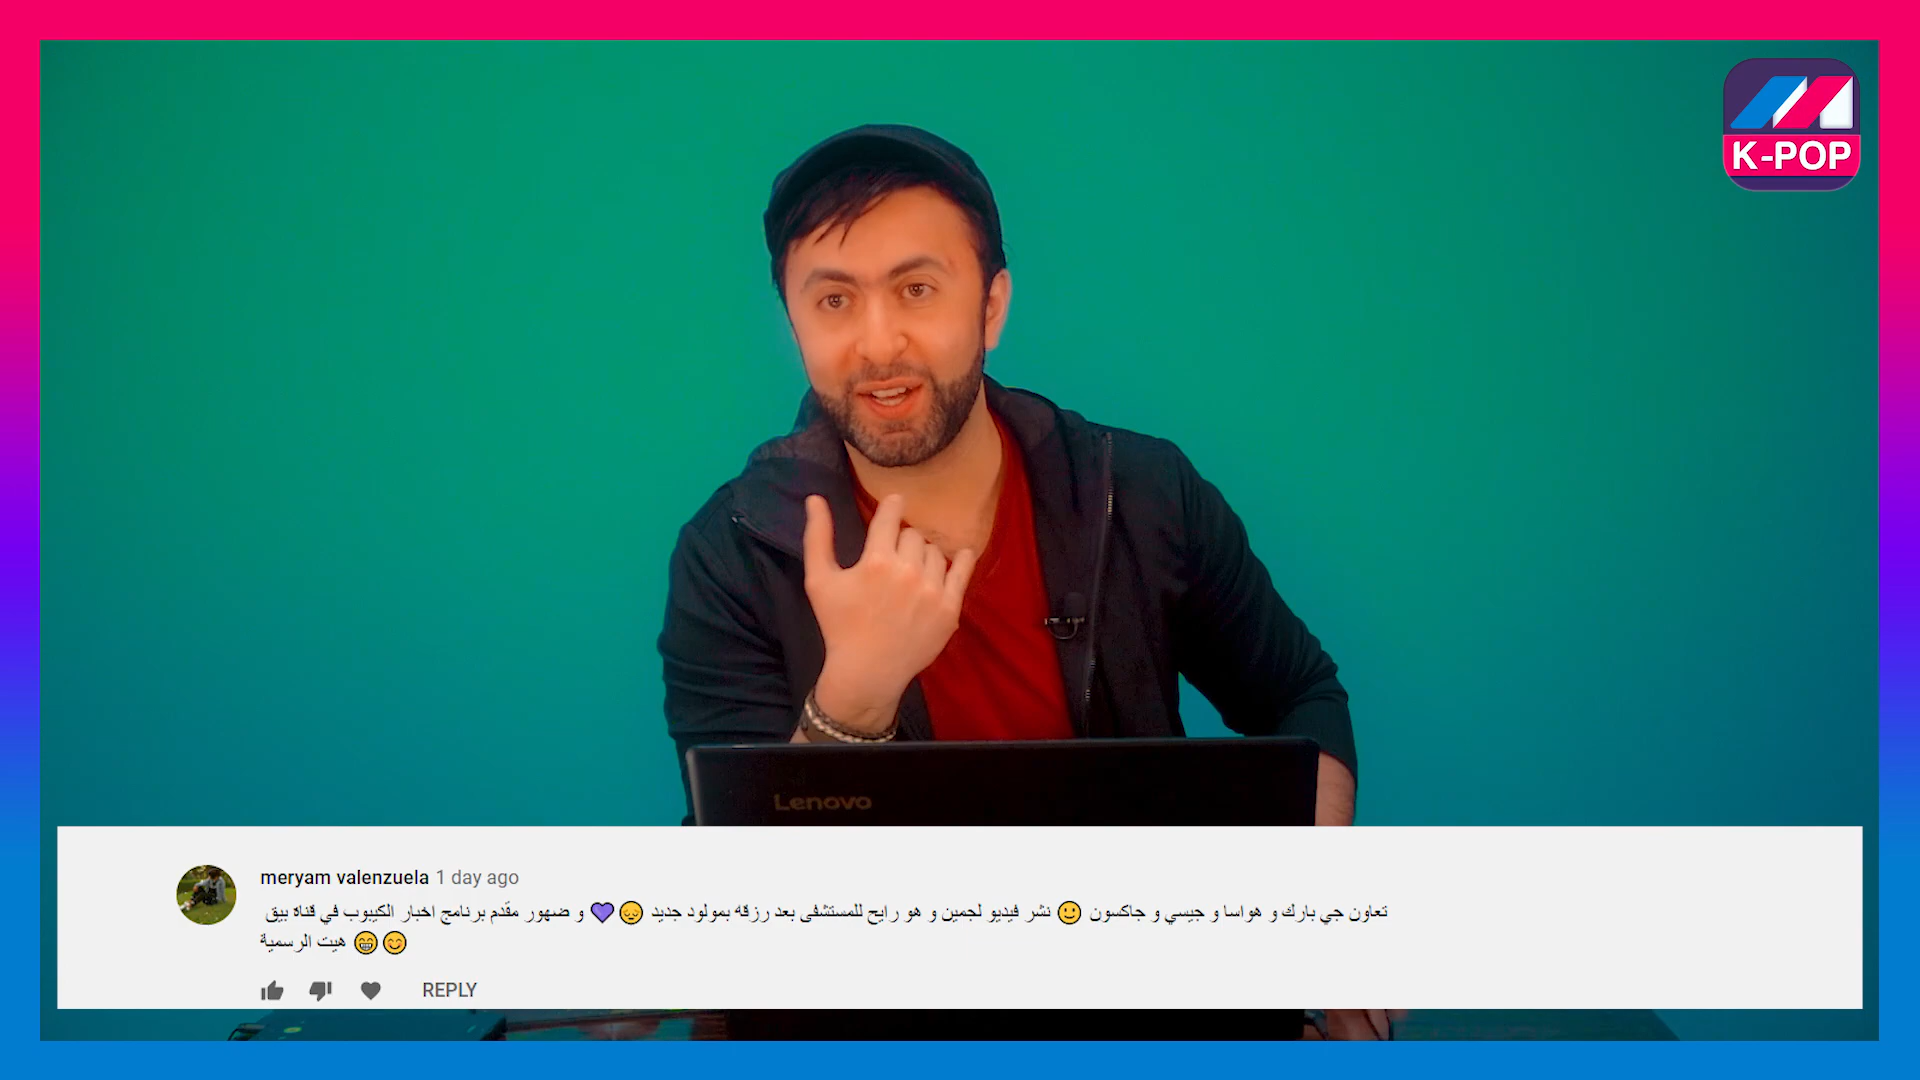 K-POP
Lenovo
meryam valenzuela 1 day ago
تعاون جي بارك و هواسا و جيسي و جاكسون 🙂 نشر فيديو لجمين و هو رايح للمستشفى بعد رزقه بمولود جديد 😔💜 و ضهور مقدم برنامج اخبار الكيبوب في قناة بيق
هيت الرسمية 😁😊
REPLY